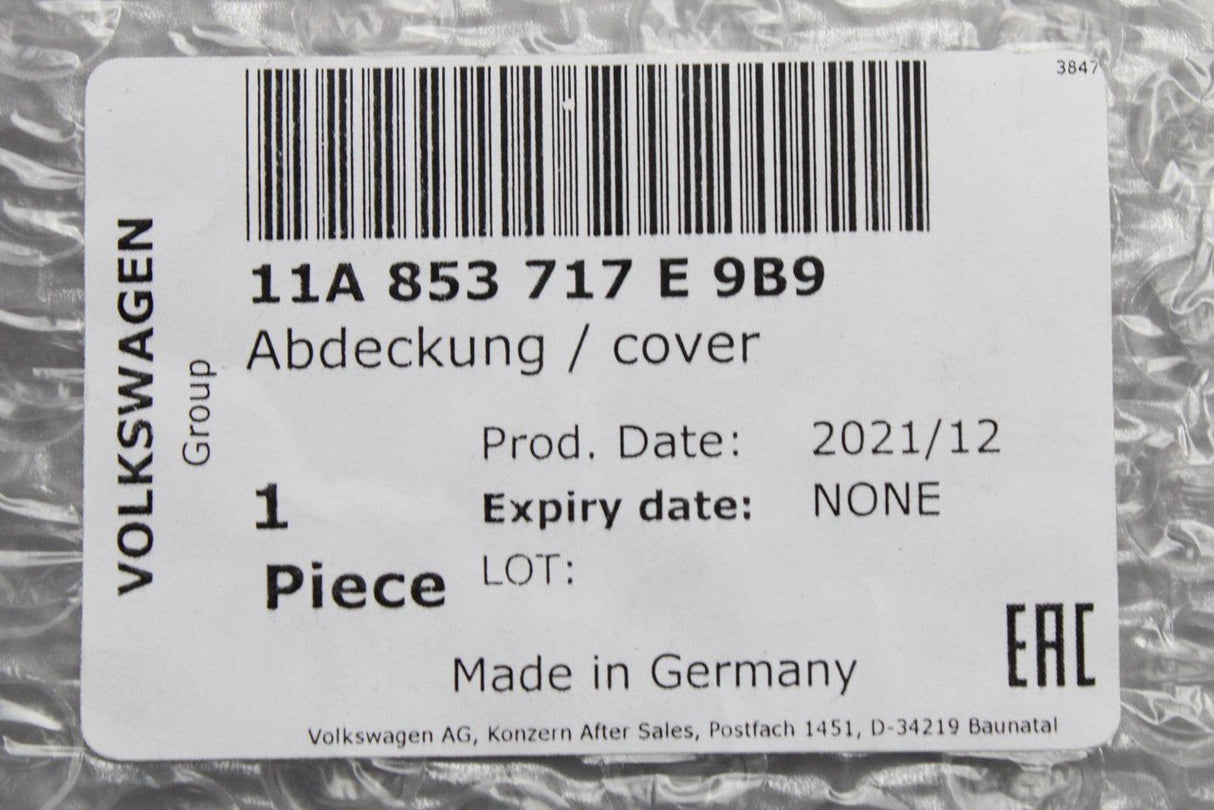 3847
VOLKSWAGEN
Group
11A 853 717 E 9B9
Abdeckung / cover
Prod. Date: 2021/12
1 Expiry date: NONE
Piece LOT:
EAC
Made in Germany
Volkswagen AG, Konzern After Sales, Postfach 1451, D-34219 Baunatal